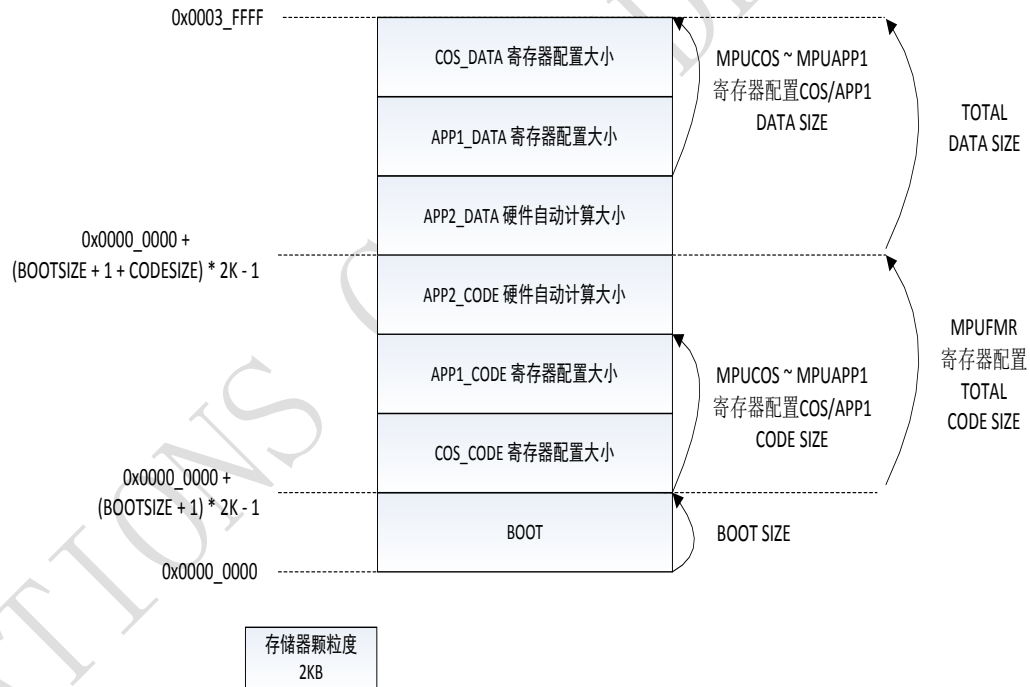 0x0003_FFFF
COS_DATA 寄存器配置大小
MPUCOS ~ MPUAPP1
寄存器配置COS/APP1
DATA SIZE
TOTAL
DATA SIZE
APP1_DATA 寄存器配置大小
APP2_DATA 硬件自动计算大小
0x0000_0000 +
(BOOTSIZE + 1 + CODESIZE) * 2K - 1
APP2_CODE 硬件自动计算大小
MPUFMR
寄存器配置
TOTAL
CODE SIZE
APP1_CODE 寄存器配置大小
MPUCOS ~ MPUAPP1
寄存器配置COS/APP1
CODE SIZE
COS_CODE 寄存器配置大小
0x0000_0000 +
(BOOTSIZE + 1) * 2K - 1
BOOT
BOOT SIZE
0x0000_0000
存储器颗粒度
2KB
TIONS